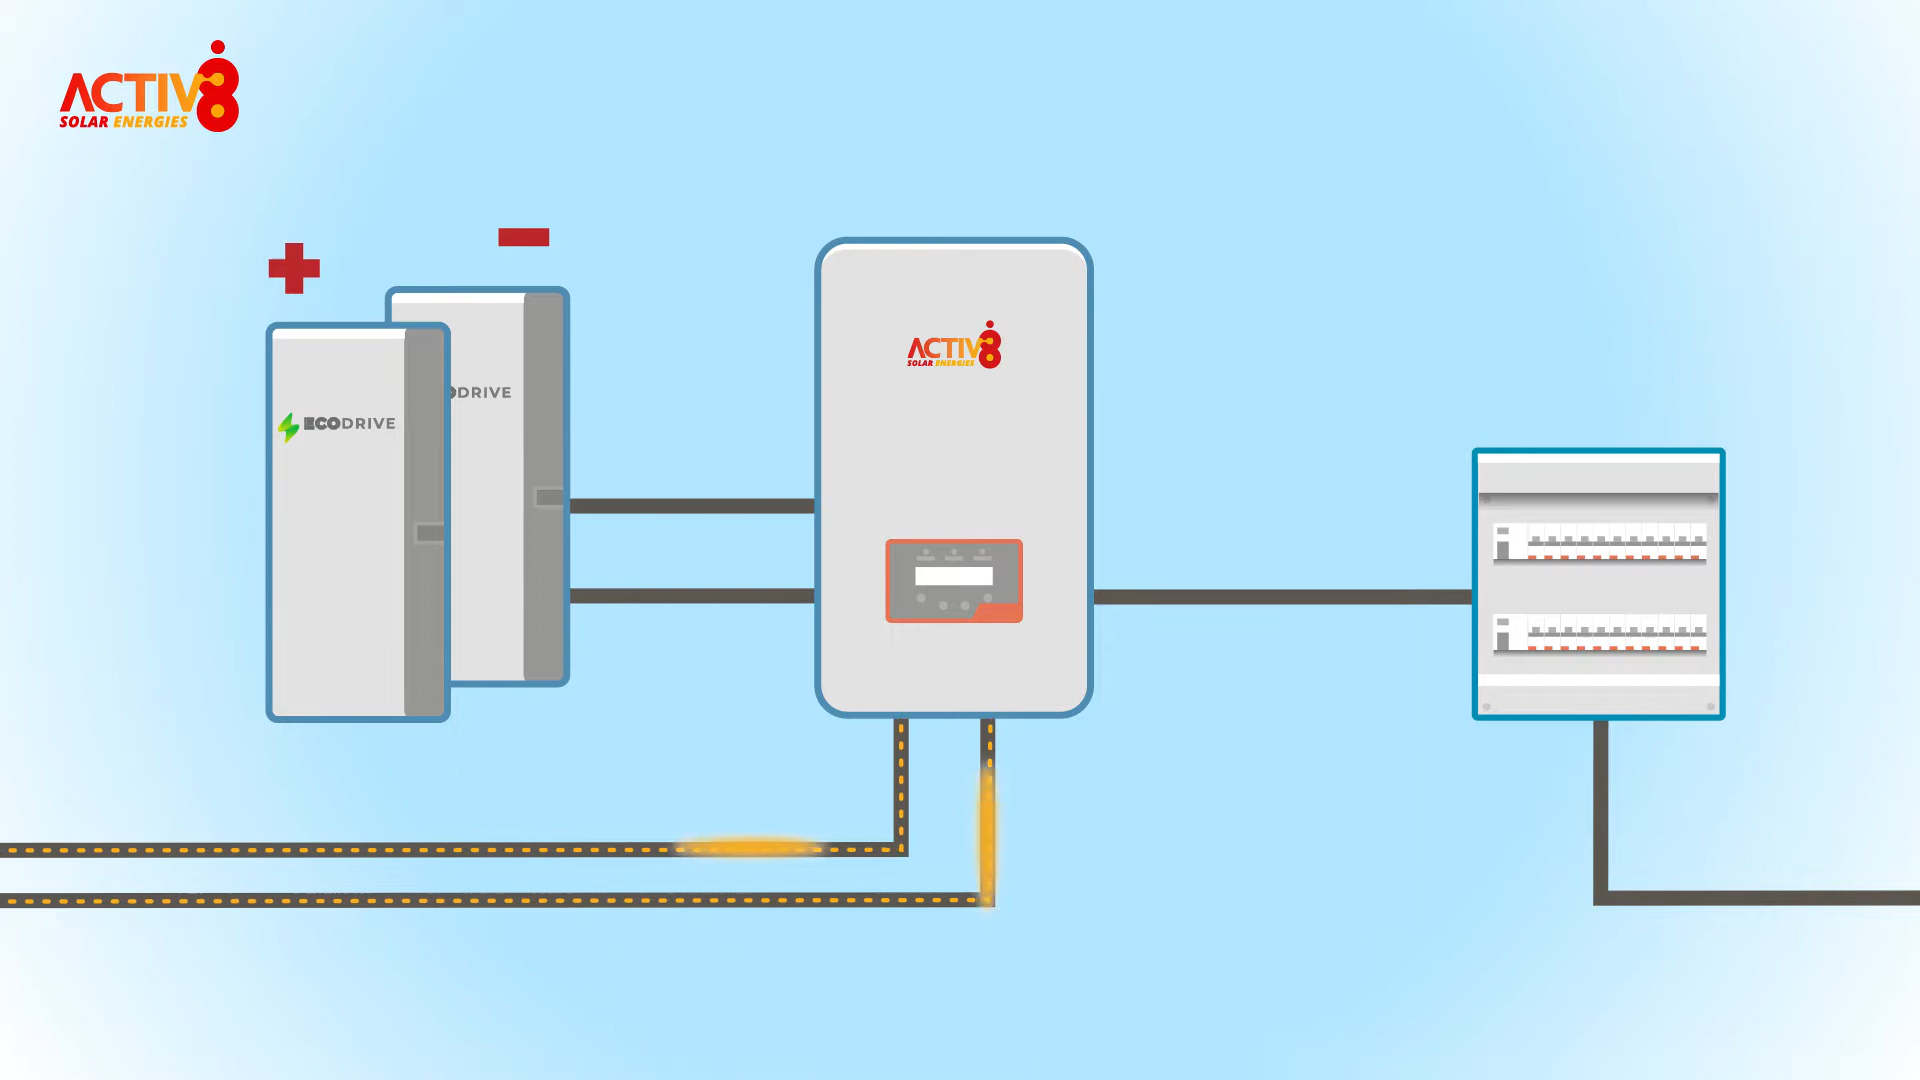 ACTIV8
SOLAR ENERGIES
ECODRIVE
DRIVE
ACTIV8
SOLAR ENERGIES